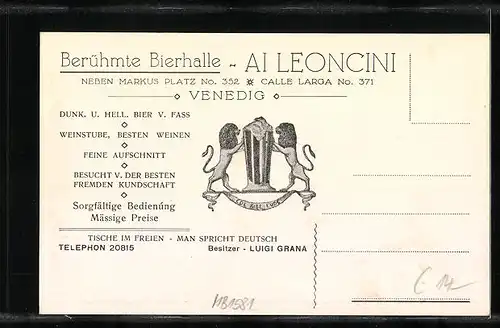 Berühmte Bierhalle ~ AI LEONCINI
NEBEN MARKUS PLATZ No. 352 ※ CALLE LARGA No. 371
VENEDIG
DUNK. U. HELL. BIER V. FASS
WEINSTUBE, BESTEN WEINEN
FEINE AUFSCHNITT
BESUCHT V. DER BESTEN
FREMDEN KUNDSCHAFT
Sorgfältige Bedienung
Mässige Preise
TISCHE IM FREIEN - MAN SPRICHT DEUTSCH
TELEPHON 20815 Besitzer - LUIGI GRANA
HB1581